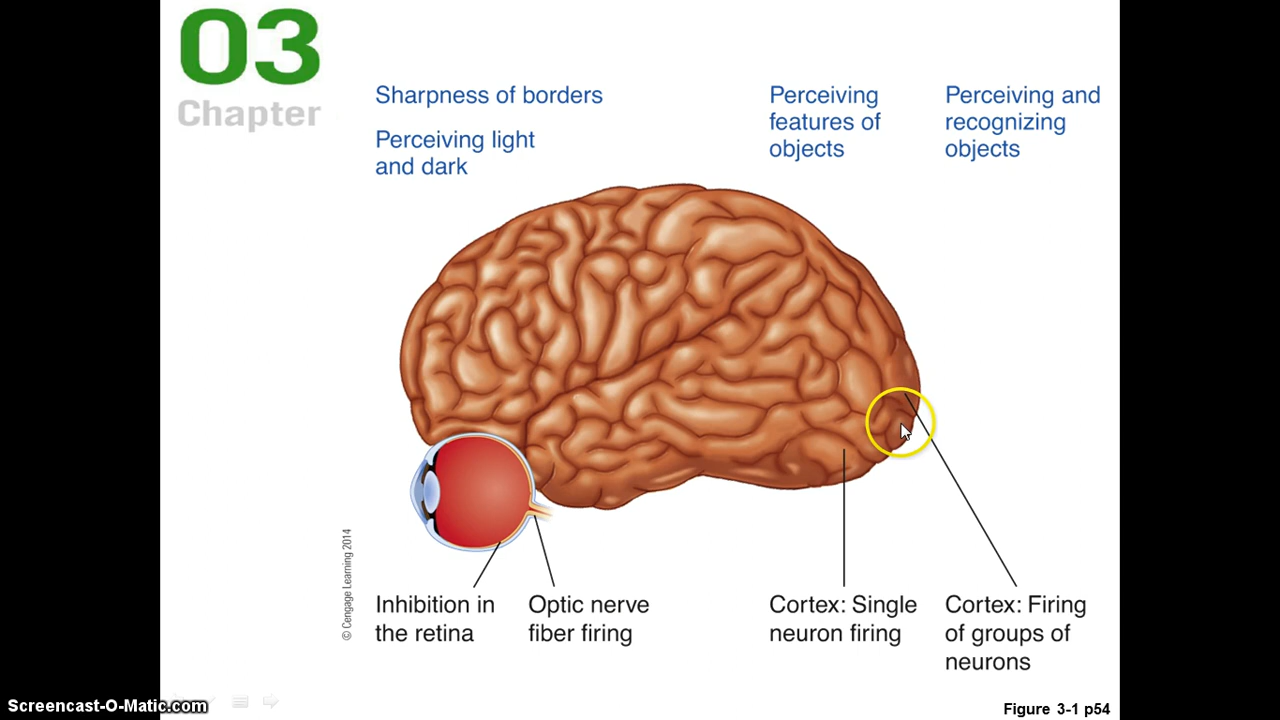 03
Chapter
Sharpness of borders
Perceiving light
and dark
Perceiving
features of
objects
Perceiving and
recognizing
objects
© Cengage Learning 2014
Inhibition in
the retina
Optic nerve
fiber firing
Cortex: Single
neuron firing
Cortex: Firing
of groups of
neurons
Screencast-O-Matic.com
Figure 3-1 p54